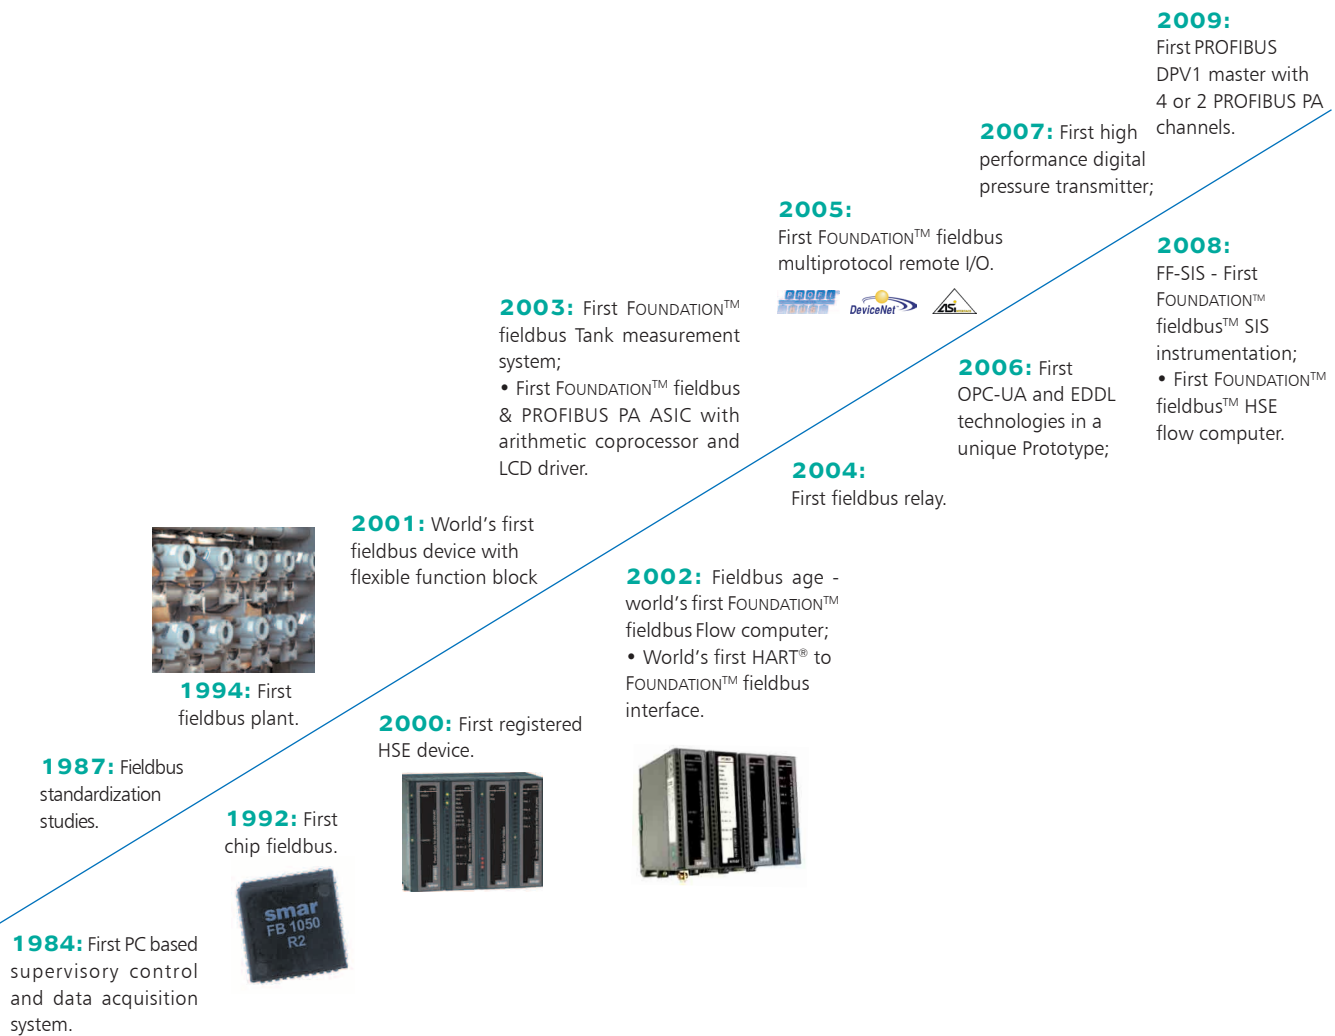 2009:
First PROFIBUS
DPV1 master with
4 or 2 PROFIBUS PA
channels.
2007: First high
performance digital
pressure transmitter;
2005:
First FOUNDATION™ fieldbus
multiprotocol remote I/O.
PROFI
BUS
DeviceNet
ASi
2008:
FF-SIS - First
FOUNDATION™
fieldbus™ SIS
instrumentation;
• First FOUNDATION™
fieldbus™ HSE
flow computer.
2003: First FOUNDATION™
fieldbus Tank measurement
system;
• First FOUNDATION™ fieldbus
& PROFIBUS PA ASIC with
arithmetic coprocessor and
LCD driver.
2006: First
OPC-UA and EDDL
technologies in a
unique Prototype;
2004:
First fieldbus relay.
2001: World's first
fieldbus device with
flexible function block
2002: Fieldbus age -
world's first FOUNDATION™
fieldbus Flow computer;
• World's first HART® to
FOUNDATION™ fieldbus
interface.
1994: First
fieldbus plant.
2000: First registered
HSE device.
1987: Fieldbus
standardization
studies.
1992: First
chip fieldbus.
smar
FB 1050
R2
1984: First PC based
supervisory control
and data acquisition
system.